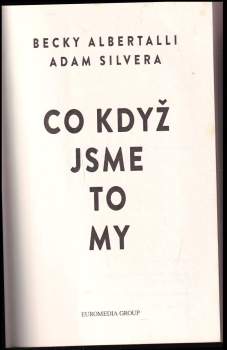 BECKY ALBERTALLI
ADAM SILVERA
CO KDYŽ
JSME
TO
MY
EUROMEDIA GROUP